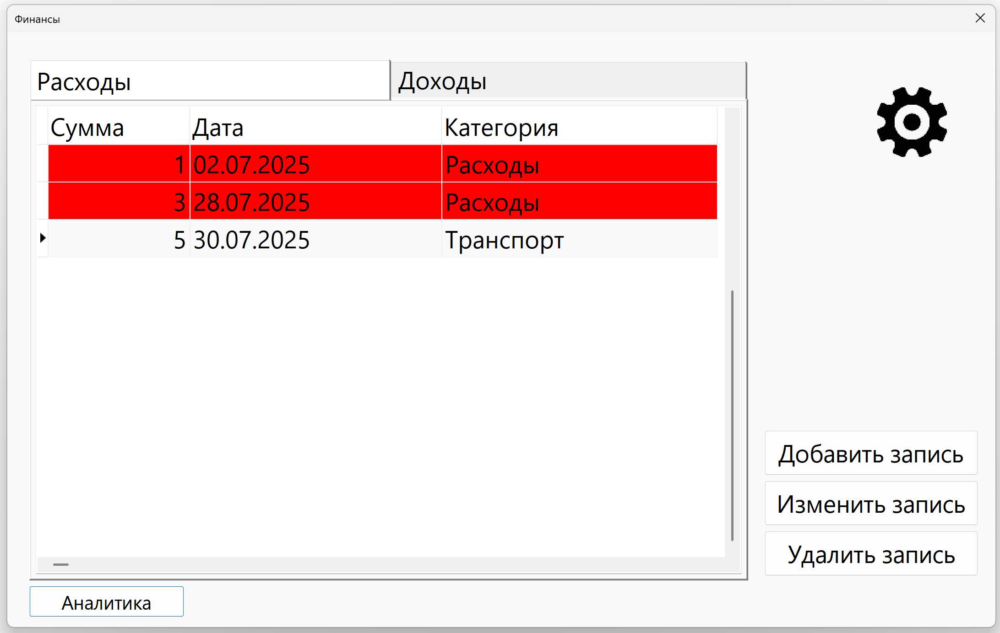 Финансы
Расходы Доходы
Сумма Дата Категория
1 02.07.2025 Расходы
3 28.07.2025 Расходы
5 30.07.2025 Транспорт
Добавить запись
Изменить запись
Удалить запись
Аналитика